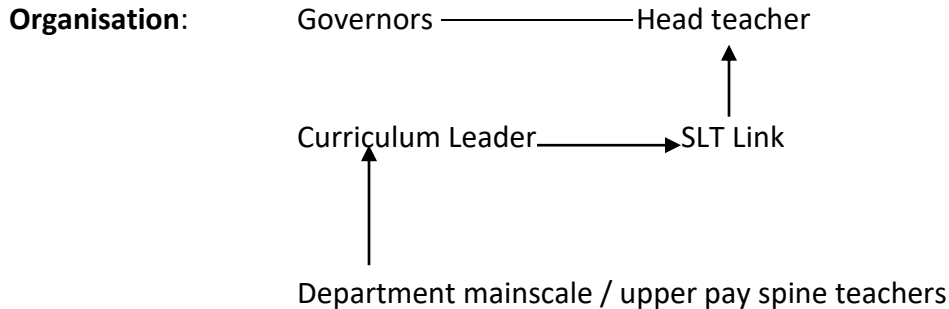 Organisation: Governors Head teacher
Curriculum Leader SLT Link
Department mainscale / upper pay spine teachers